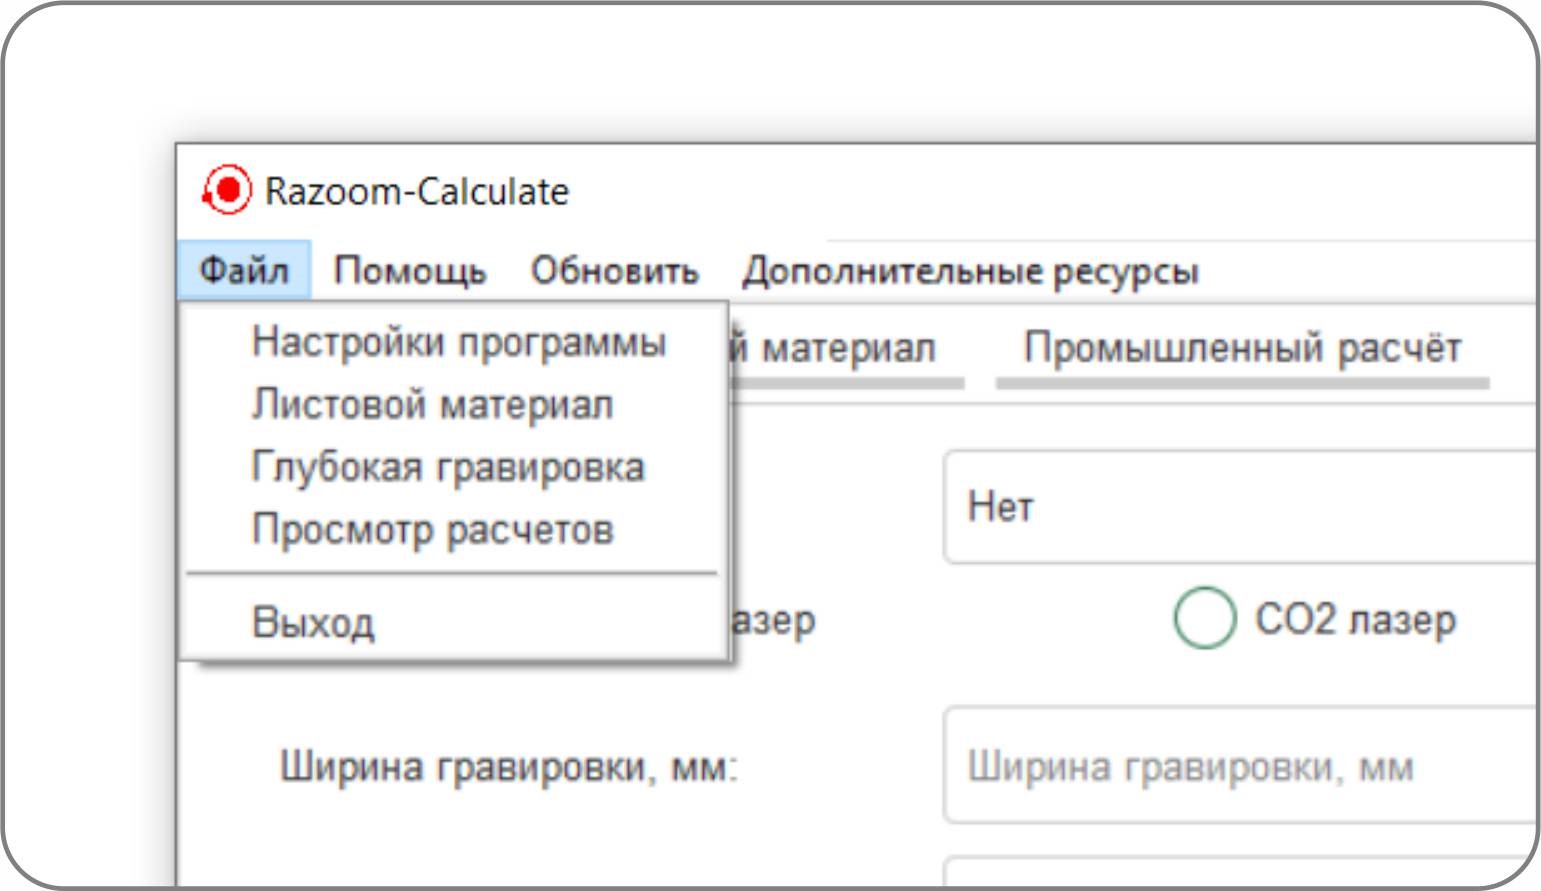 Razoom-Calculate
Файл Помощь Обновить Дополнительные ресурсы
Настройки программы
материал Промышленный расчёт
Листовой материал
Глубокая гравировка
Просмотр расчетов
Нет
Выход
CO2 лазер
Ширина гравировки, мм: Ширина гравировки, мм